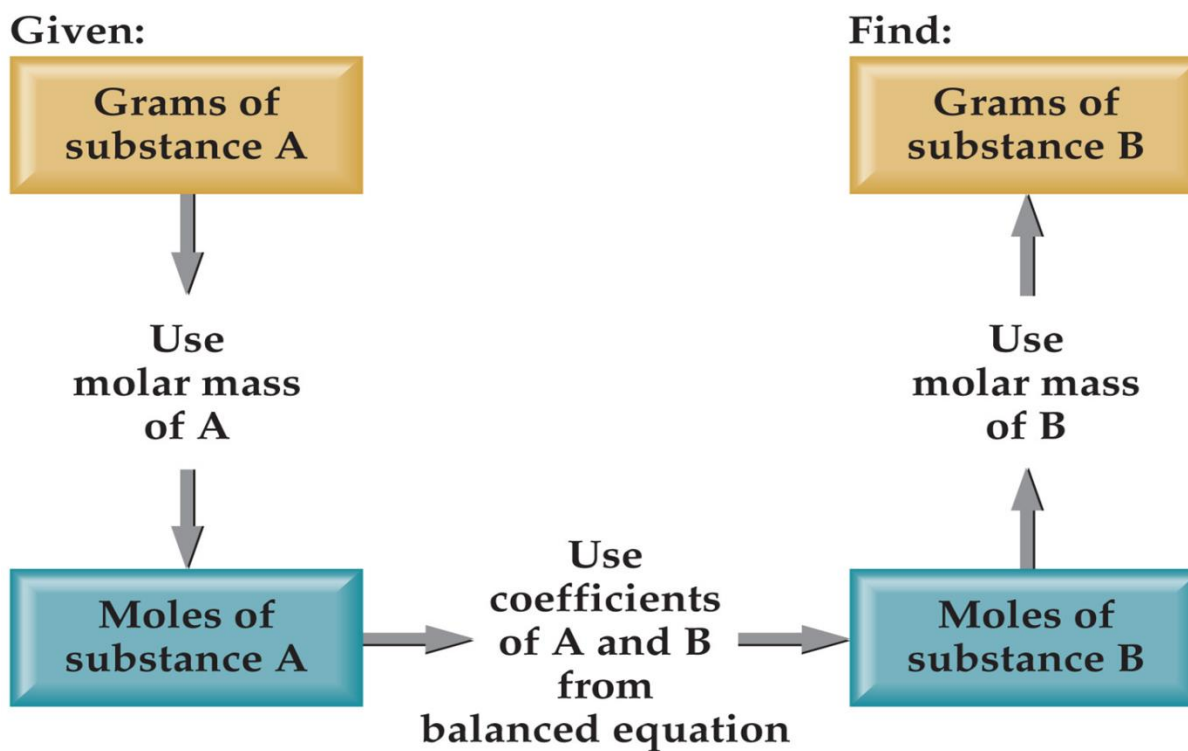 Given:
Grams of
substance A
Use
molar mass
of A
Moles of
substance A
Use
coefficients
of A and B
from
balanced equation
Moles of
substance B
Use
molar mass
of B
Find:
Grams of
substance B